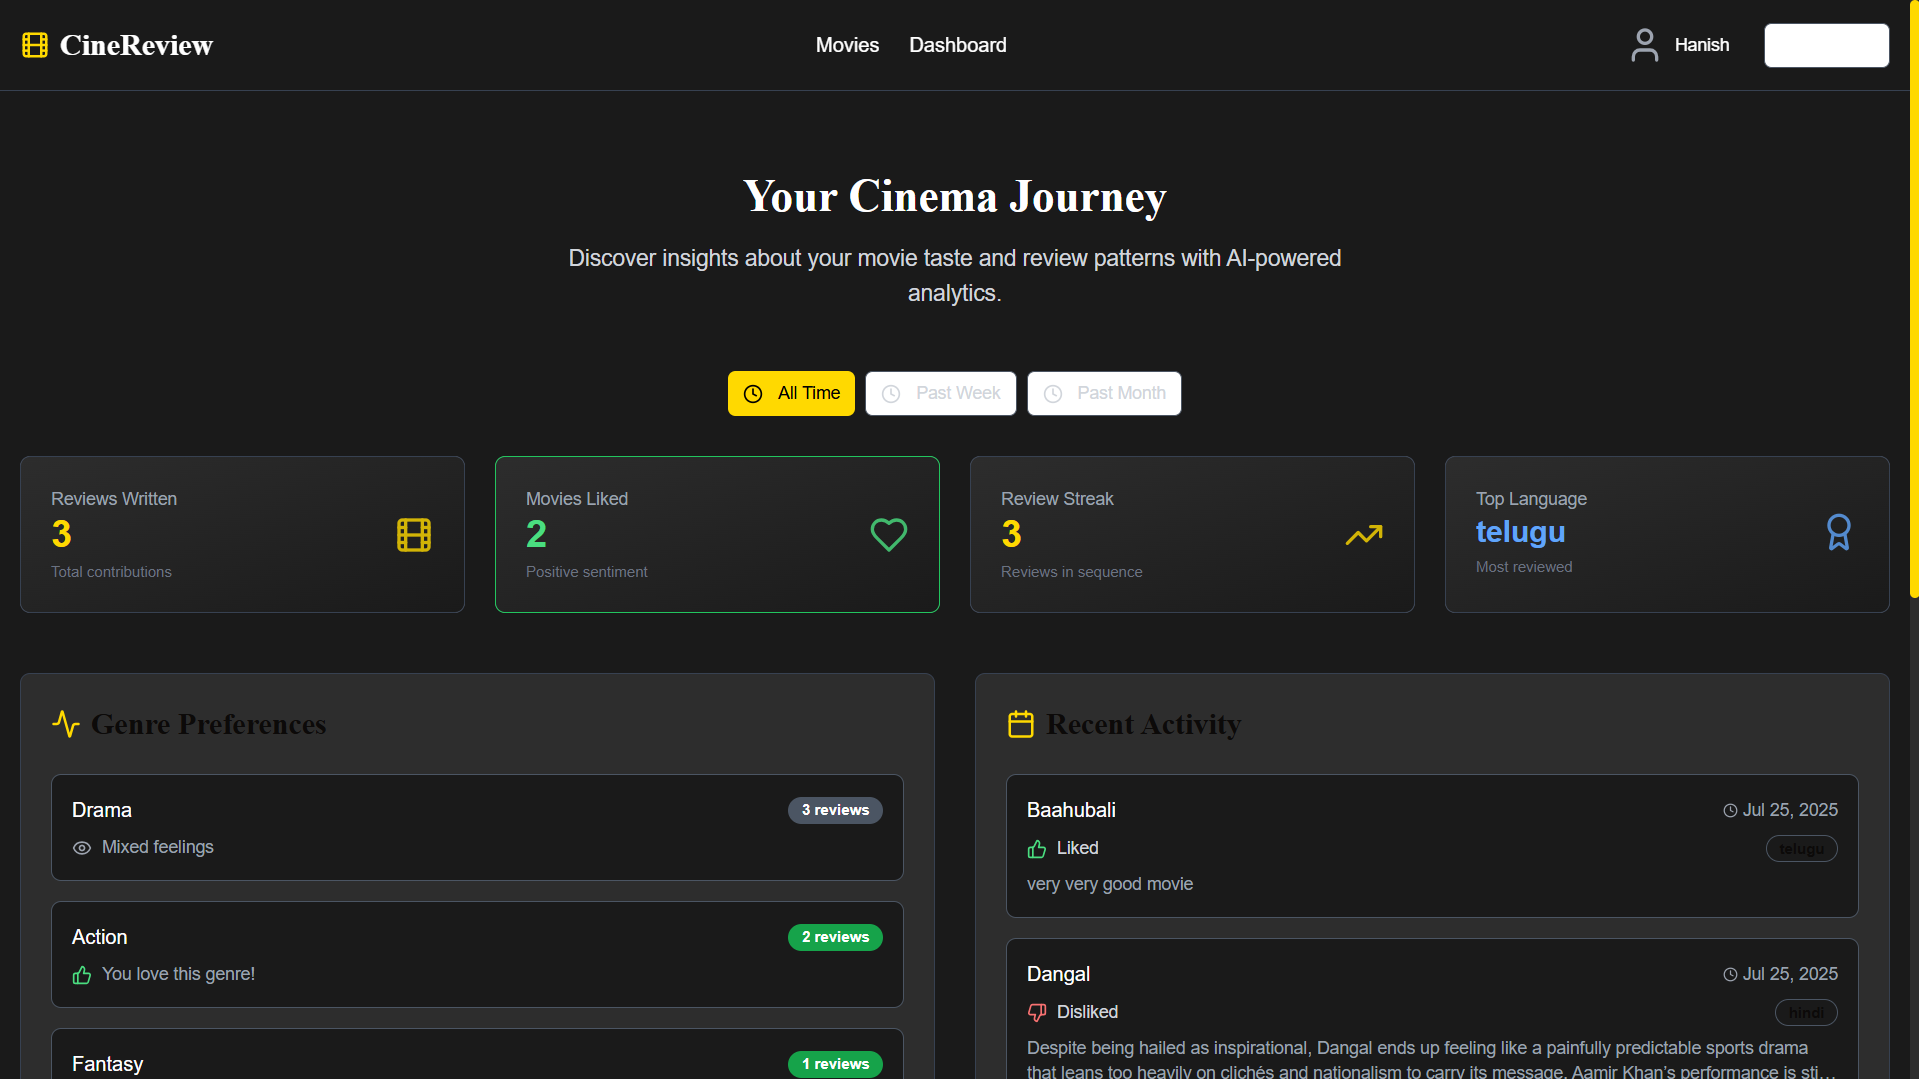 CineReview
Movies
Dashboard
Hanish
Your Cinema Journey
Discover insights about your movie taste and review patterns with AI-powered
analytics.
All Time
Past Week
Past Month
Reviews Written
3
Total contributions
Movies Liked
2
Positive sentiment
Review Streak
3
Reviews in sequence
Top Language
telugu
Most reviewed
Genre Preferences
Drama
3 reviews
Mixed feelings
Action
2 reviews
You love this genre!
Fantasy
1 reviews
Recent Activity
Baahubali
Jul 25, 2025
Liked
telugu
very very good movie
Dangal
Jul 25, 2025
Disliked
hindi
Despite being hailed as inspirational, Dangal ends up feeling like a painfully predictable sports drama
that leans too heavily on clichés and nationalism to carry its message. Aamir Khan’s performance is sti...